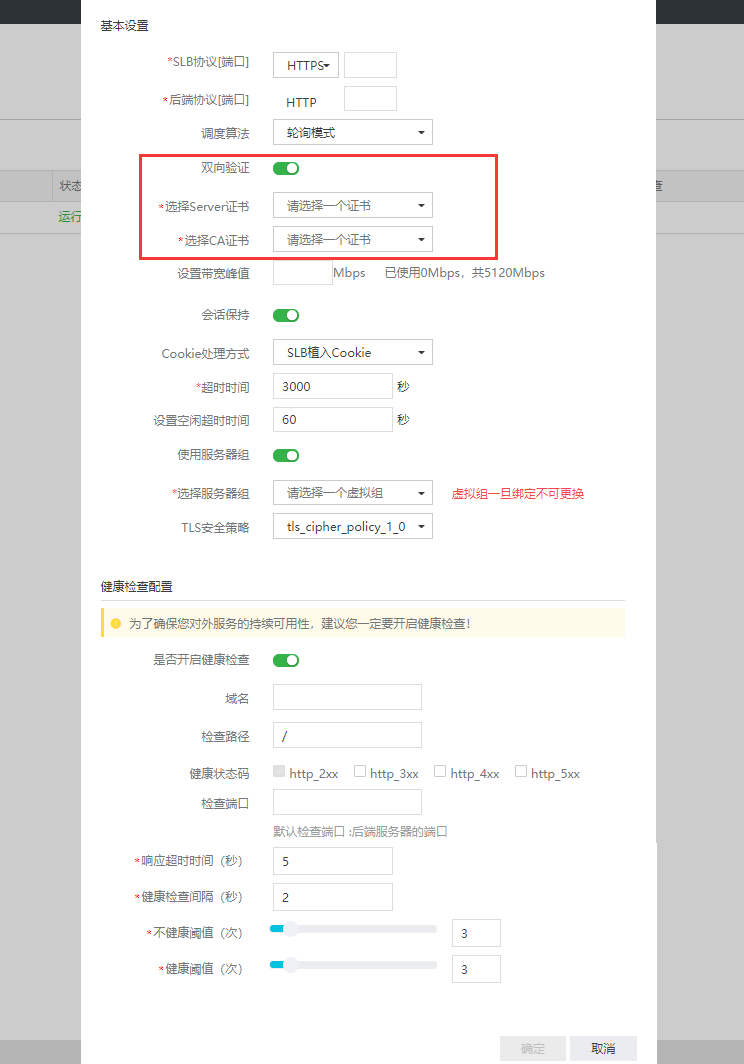 基本设置
*SLB协议[端口] HTTPS
*后端协议[端口] HTTP
调度算法 轮询模式
双向验证
状态
查
*选择Server证书 请选择一个证书
运行
*选择CA证书 请选择一个证书
设置带宽峰值 Mbps 已使用0Mbps，共5120Mbps
会话保持
Cookie处理方式 SLB植入Cookie
*超时时间 3000 秒
设置空闲超时时间 60 秒
使用服务器组
*选择服务器组 请选择一个虚拟组 虚拟组一旦绑定不可更换
TLS安全策略 tls_cipher_policy_1_0
健康检查配置
为了确保您对外服务的持续可用性，建议您一定要开启健康检查！
是否开启健康检查
域名
检查路径 /
健康状态码 http_2xx http_3xx http_4xx http_5xx
检查端口
默认检查端口 :后端服务器的端口
*响应超时时间（秒） 5
*健康检查间隔（秒） 2
*不健康阈值（次） 3
*健康阈值（次） 3
确定 取消